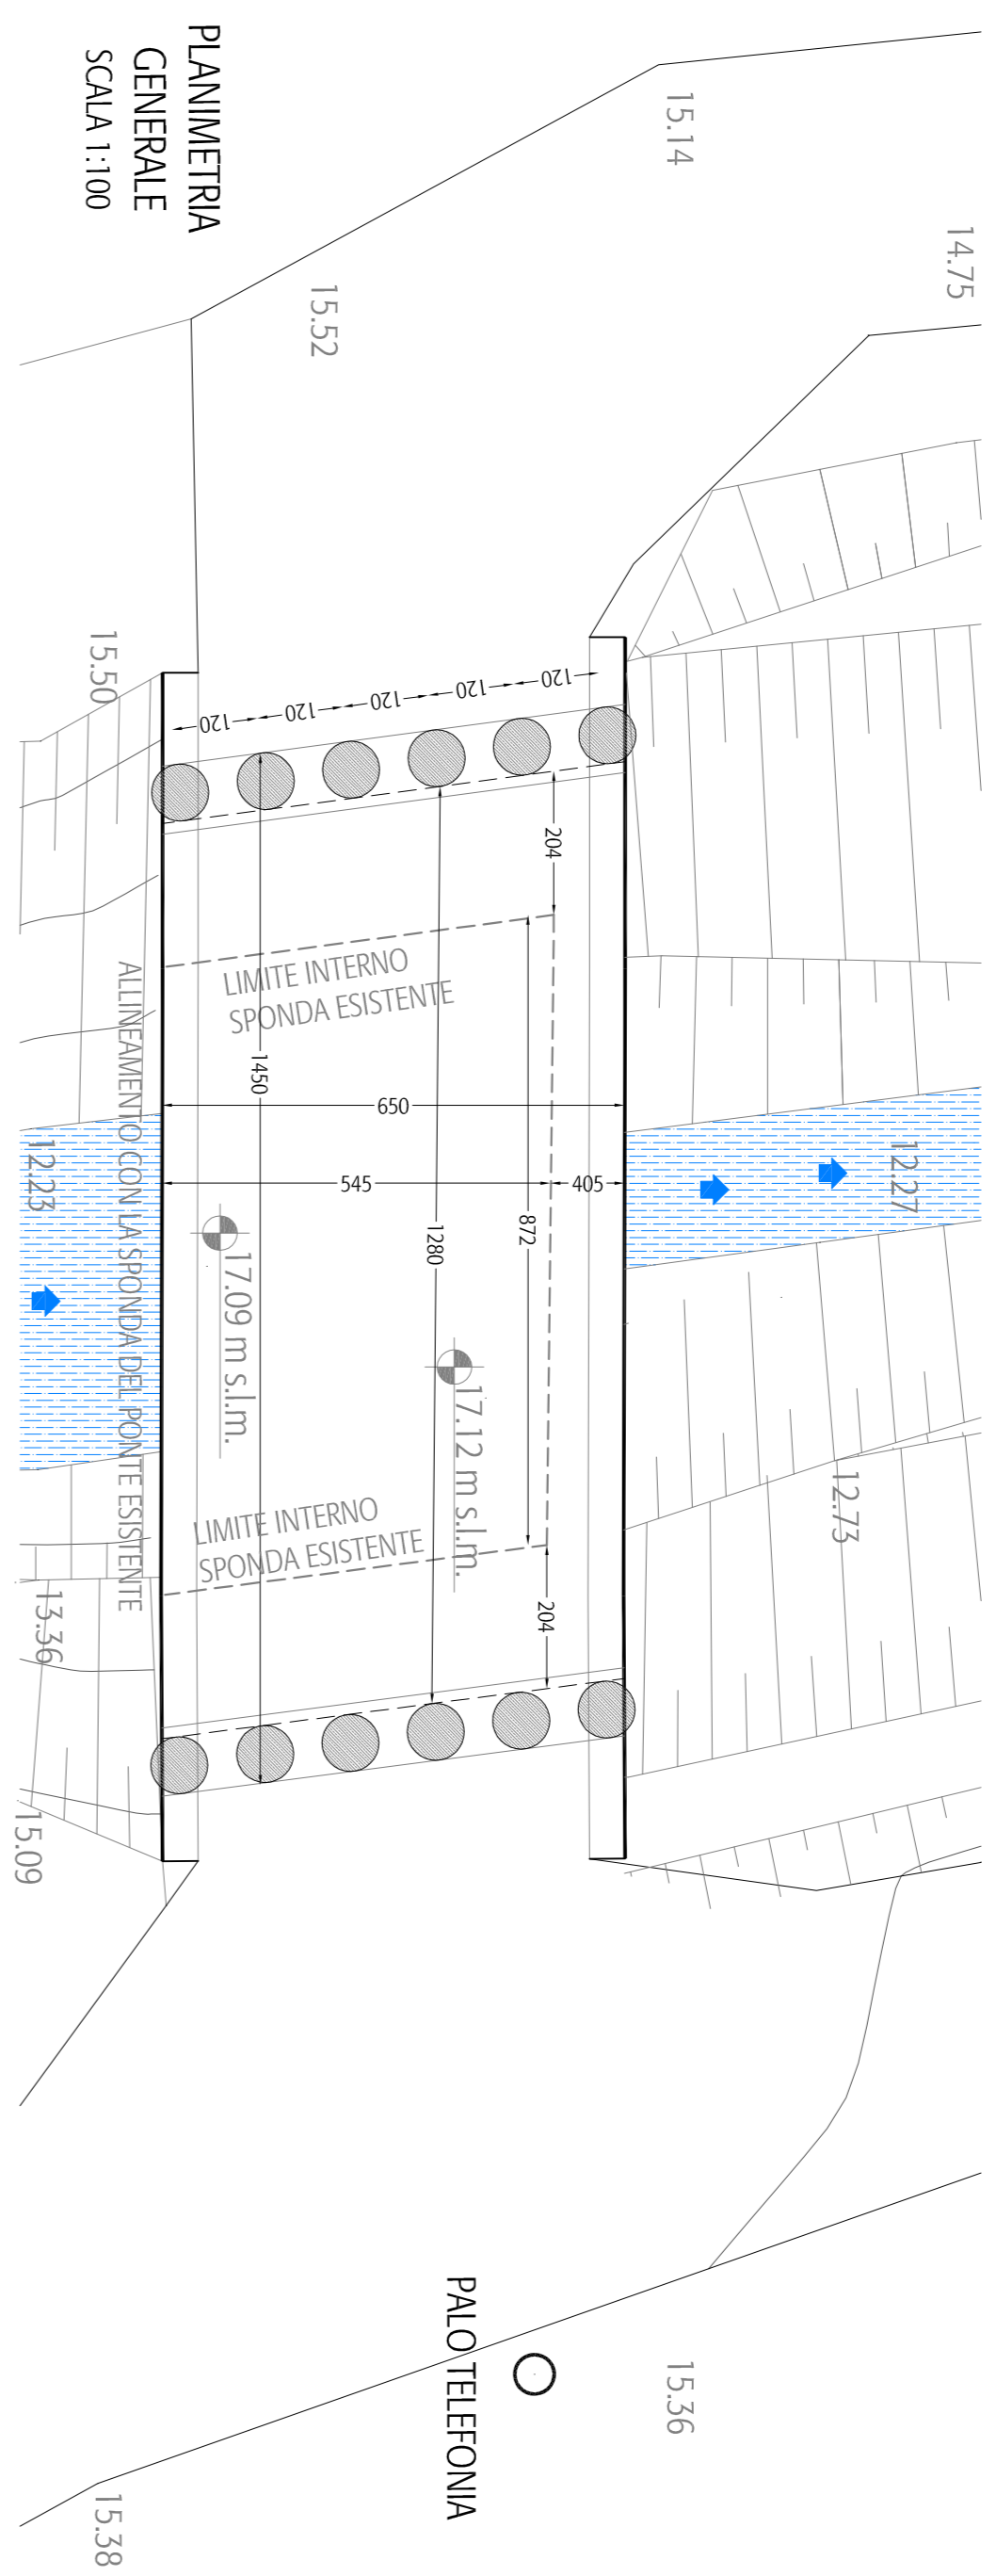 PLANIMETRIA
GENERALE
SCALA 1:100
15.14
14.75
15.52
15.50
120
120
120
120
120
204
LIMITE INTERNO
SPONDA ESISTENTE
1450
650
545
405
872
1280
12.23
12.27
ALLINEAMENTO CON LA SPONDA DEL PONTE ESISTENTE
17.09 m s.l.m.
17.12 m s.l.m.
LIMITE INTERNO
SPONDA ESISTENTE
12.73
13.36
204
15.09
PALO TELEFONIA
15.36
15.38